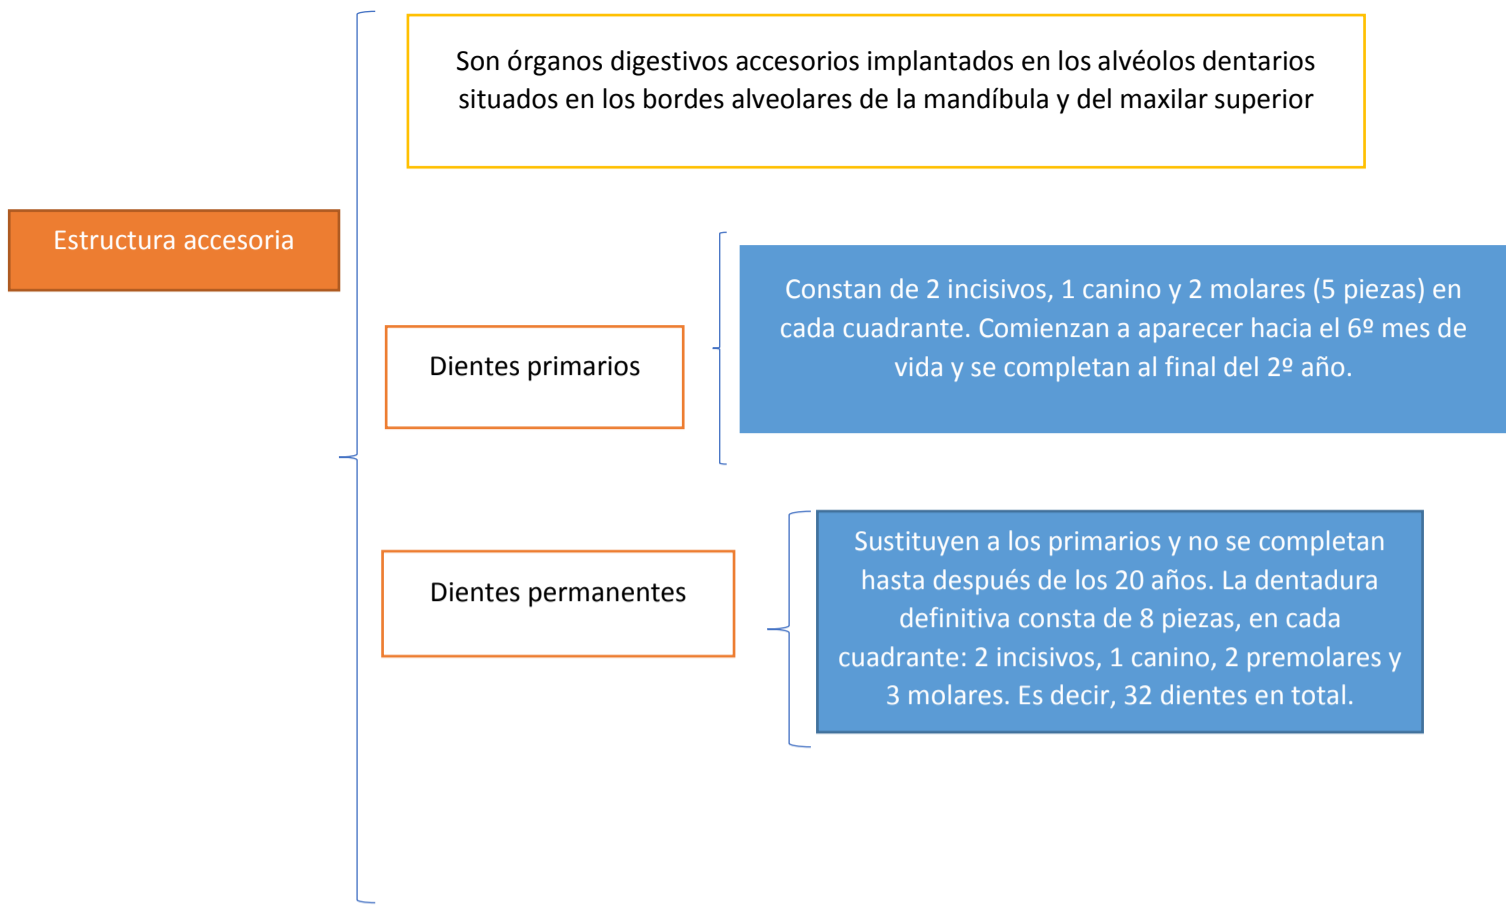 Son órganos digestivos accesorios implantados en los alvéolos dentarios
situados en los bordes alveolares de la mandíbula y del maxilar superior
Estructura accesoria
Dientes primarios
Constan de 2 incisivos, 1 canino y 2 molares (5 piezas) en
cada cuadrante. Comienzan a aparecer hacia el 6º mes de
vida y se completan al final del 2º año.
Dientes permanentes
Sustituyen a los primarios y no se completan
hasta después de los 20 años. La dentadura
definitiva consta de 8 piezas, en cada
cuadrante: 2 incisivos, 1 canino, 2 premolares y
3 molares. Es decir, 32 dientes en total.